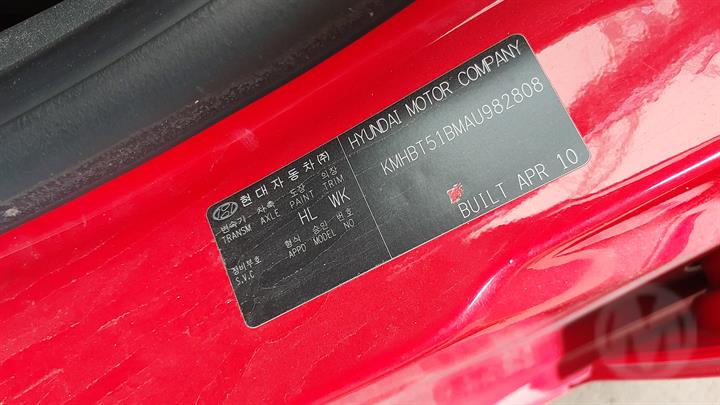 현대자동차(주)
HYUNDAI MOTOR COMPANY
변속기 차축 도장 외장
TRANSM. AXLE PAINT TRIM
HL WK
KMHBT51BMAU982808
장비부호 형식 승인 번호
S.V.C APPD MODEL NO
BUILT APR 10
M